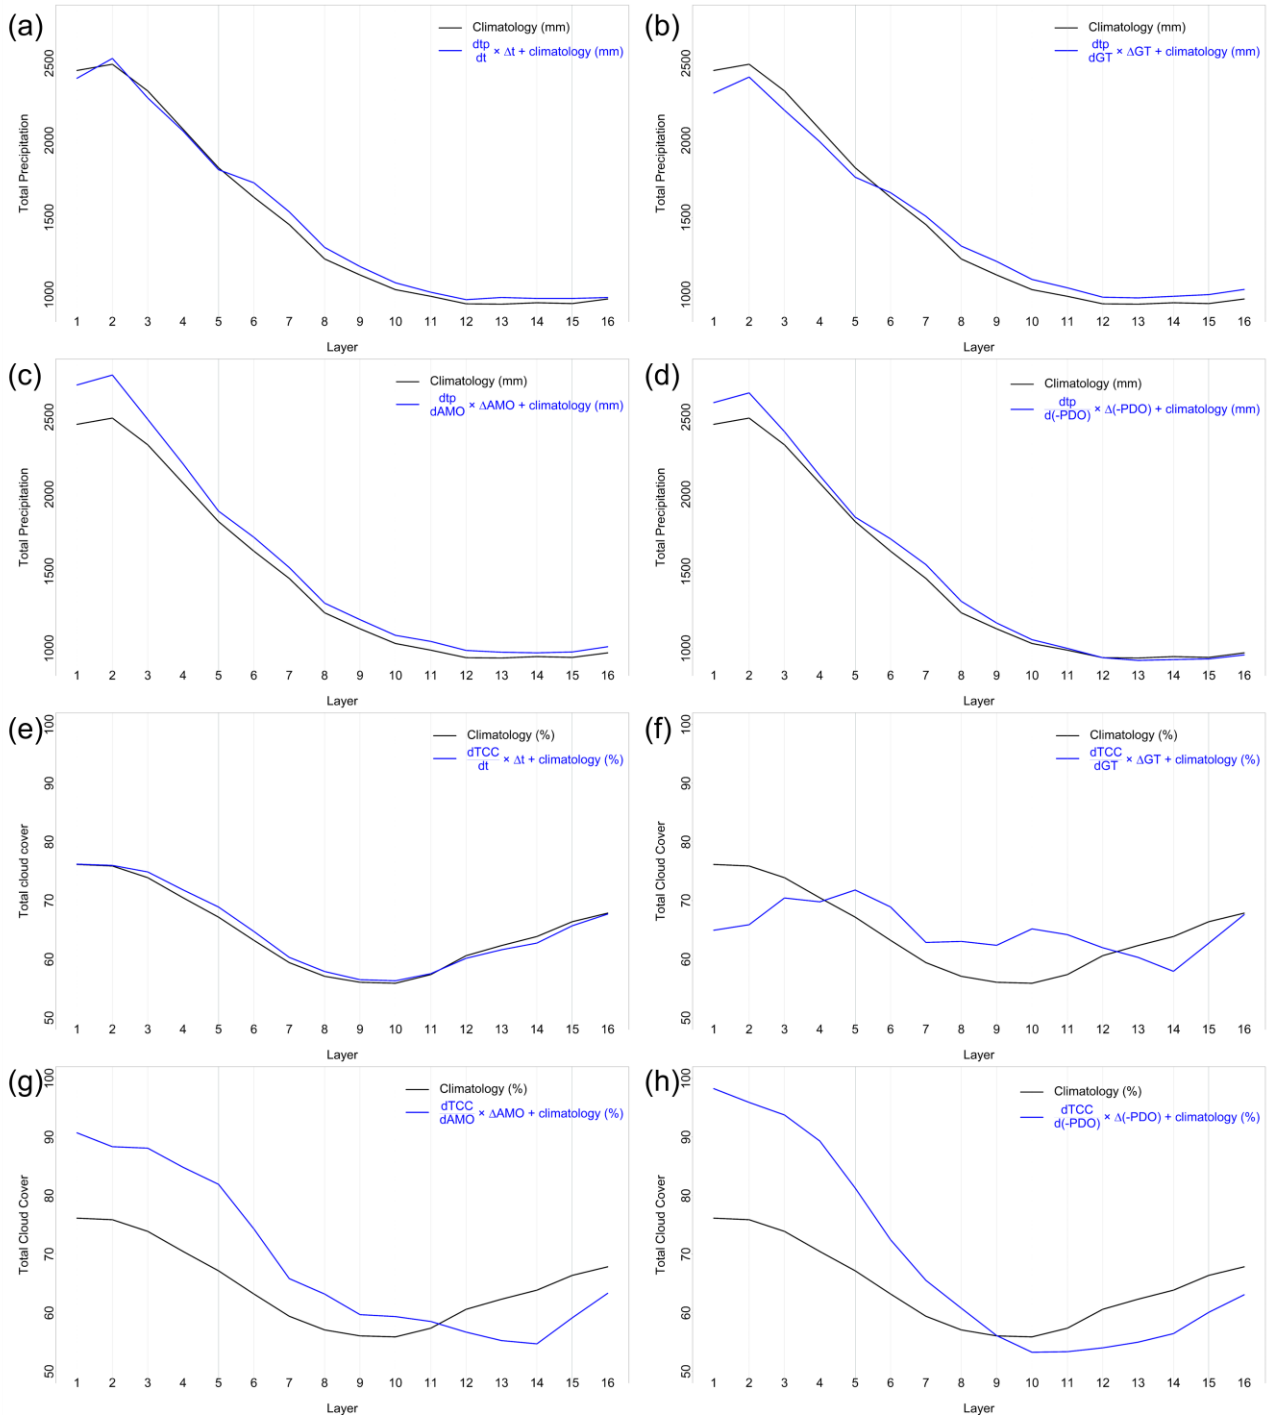 (a)
Climatology (mm)
dtp
dt
× Δt + climatology (mm)
Total Precipitation
2500
2000
1500
1000
1 2 3 4 5 6 7 8 9 10 11 12 13 14 15 16
Layer
(b)
Climatology (mm)
dtp
dGT
× ΔGT + climatology (mm)
Total Precipitation
2500
2000
1500
1000
1 2 3 4 5 6 7 8 9 10 11 12 13 14 15 16
Layer
(c)
Climatology (mm)
dtp
dAMO
× ΔAMO + climatology (mm)
Total Precipitation
2500
2000
1500
1000
1 2 3 4 5 6 7 8 9 10 11 12 13 14 15 16
Layer
(d)
Climatology (mm)
dtp
d(-PDO)
× Δ(-PDO) + climatology (mm)
Total Precipitation
2500
2000
1500
1000
1 2 3 4 5 6 7 8 9 10 11 12 13 14 15 16
Layer
(e)
Climatology (%)
dTCC
dt
× Δt + climatology (%)
Total cloud cover
100
90
80
70
60
50
1 2 3 4 5 6 7 8 9 10 11 12 13 14 15 16
Layer
(f)
Climatology (%)
dTCC
dGT
× ΔGT + climatology (%)
Total Cloud Cover
100
90
80
70
60
50
1 2 3 4 5 6 7 8 9 10 11 12 13 14 15 16
Layer
(g)
Climatology (%)
dTCC
dAMO
× ΔAMO + climatology (%)
Total Cloud Cover
100
90
80
70
60
50
1 2 3 4 5 6 7 8 9 10 11 12 13 14 15 16
Layer
(h)
Climatology (%)
dTCC
d(-PDO)
× Δ(-PDO) + climatology (%)
Total Cloud Cover
100
90
80
70
60
50
1 2 3 4 5 6 7 8 9 10 11 12 13 14 15 16
Layer